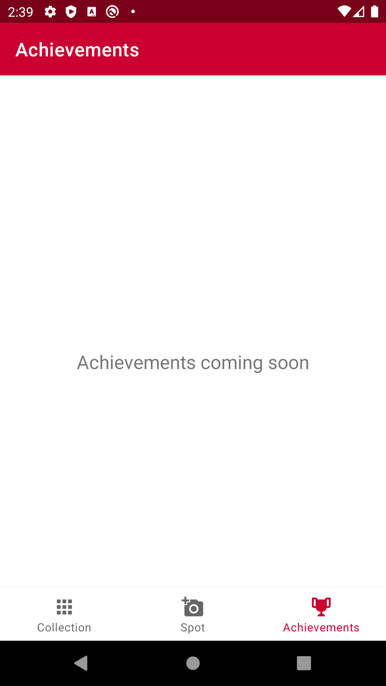 2:39
Achievements
Achievements coming soon
Collection
Spot
Achievements